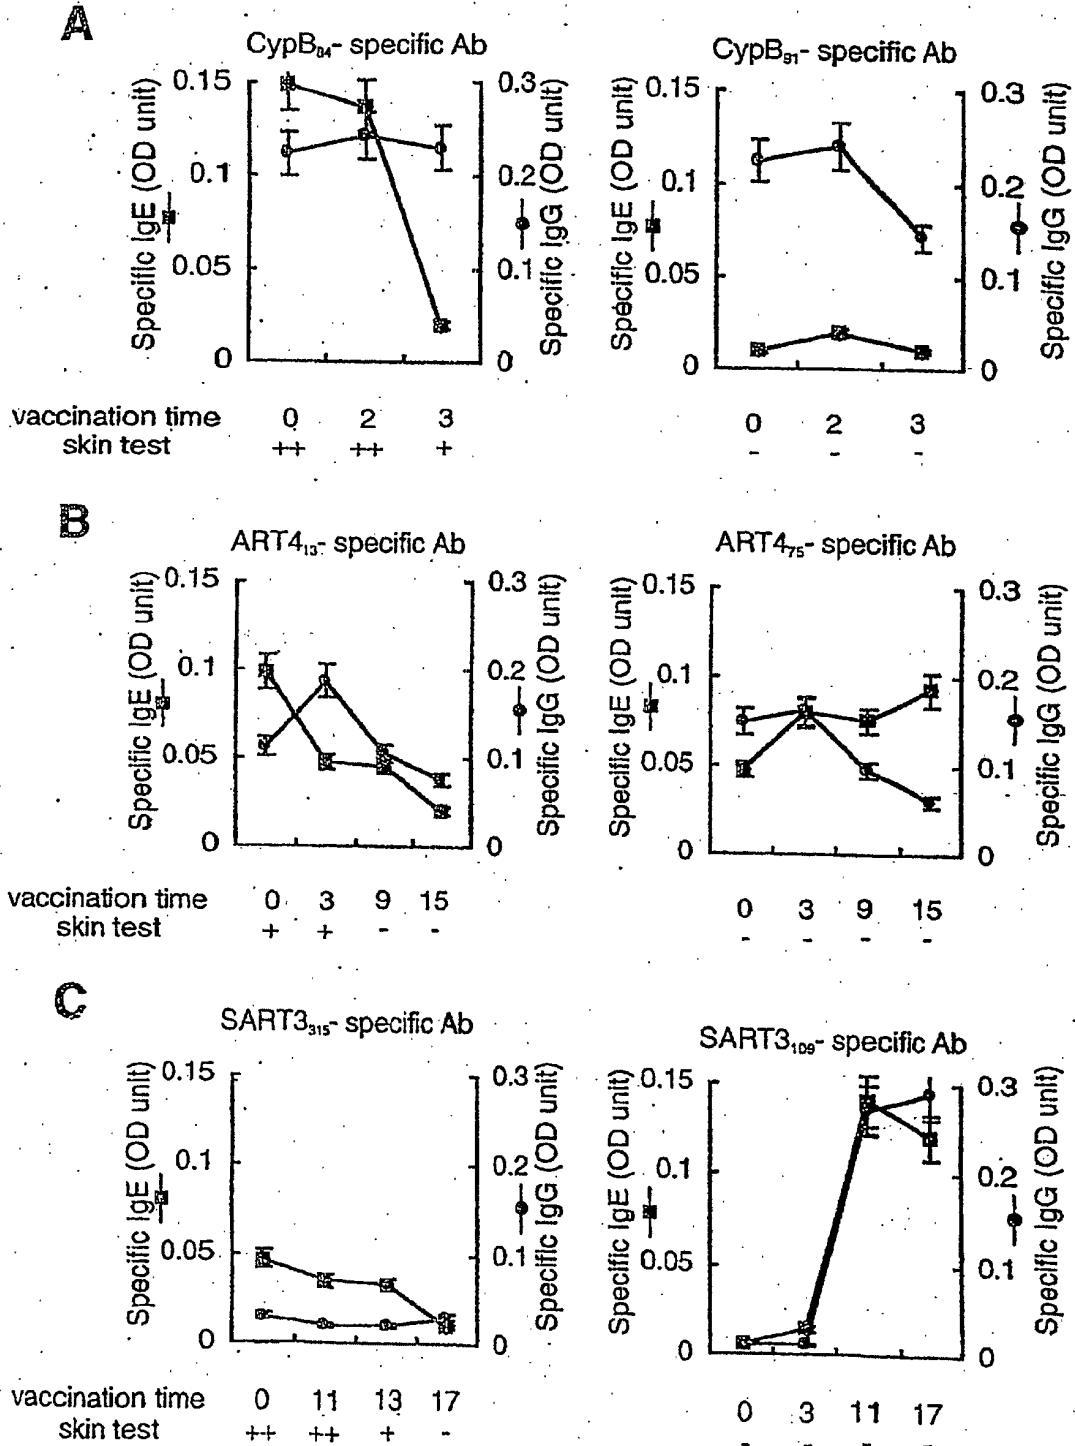 A
CypB84- specific Ab
Specific IgE (OD unit)
0.15
0.1
0.05
0
Specific IgG (OD unit)
0.3
0.2
0.1
0
vaccination time 0 2 3
skin test ++ ++ +
CypB91- specific Ab
Specific IgE (OD unit)
0.15
0.1
0.05
0
Specific IgG (OD unit)
0.3
0.2
0.1
0
0 2 3
- - -
B
ART413- specific Ab
Specific IgE (OD unit)
0.15
0.1
0.05
0
Specific IgG (OD unit)
0.3
0.2
0.1
0
vaccination time 0 3 9 15
skin test + + - -
ART475- specific Ab
Specific IgE (OD unit)
0.15
0.1
0.05
0
Specific IgG (OD unit)
0.3
0.2
0.1
0
0 3 9 15
- - - -
C
SART3315- specific Ab
Specific IgE (OD unit)
0.15
0.1
0.05
0
Specific IgG (OD unit)
0.3
0.2
0.1
0
vaccination time 0 11 13 17
skin test ++ ++ + -
SART3109- specific Ab
Specific IgE (OD unit)
0.15
0.1
0.05
0
Specific IgG (OD unit)
0.3
0.2
0.1
0
0 3 11 17